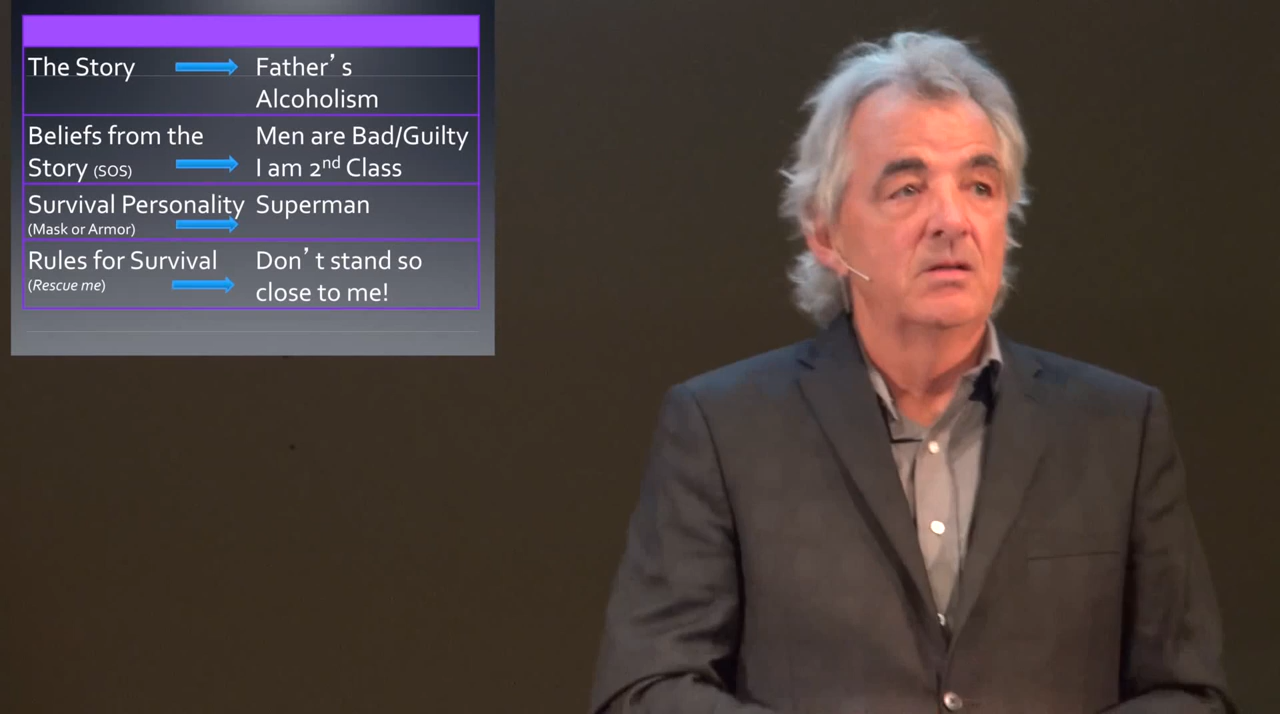 The Story
Father's
Alcoholism
Beliefs from the
Story (SOS)
Men are Bad/Guilty
I am 2nd Class
Survival Personality
(Mask or Armor)
Superman
Rules for Survival
(Rescue me)
Don't stand so
close to me!